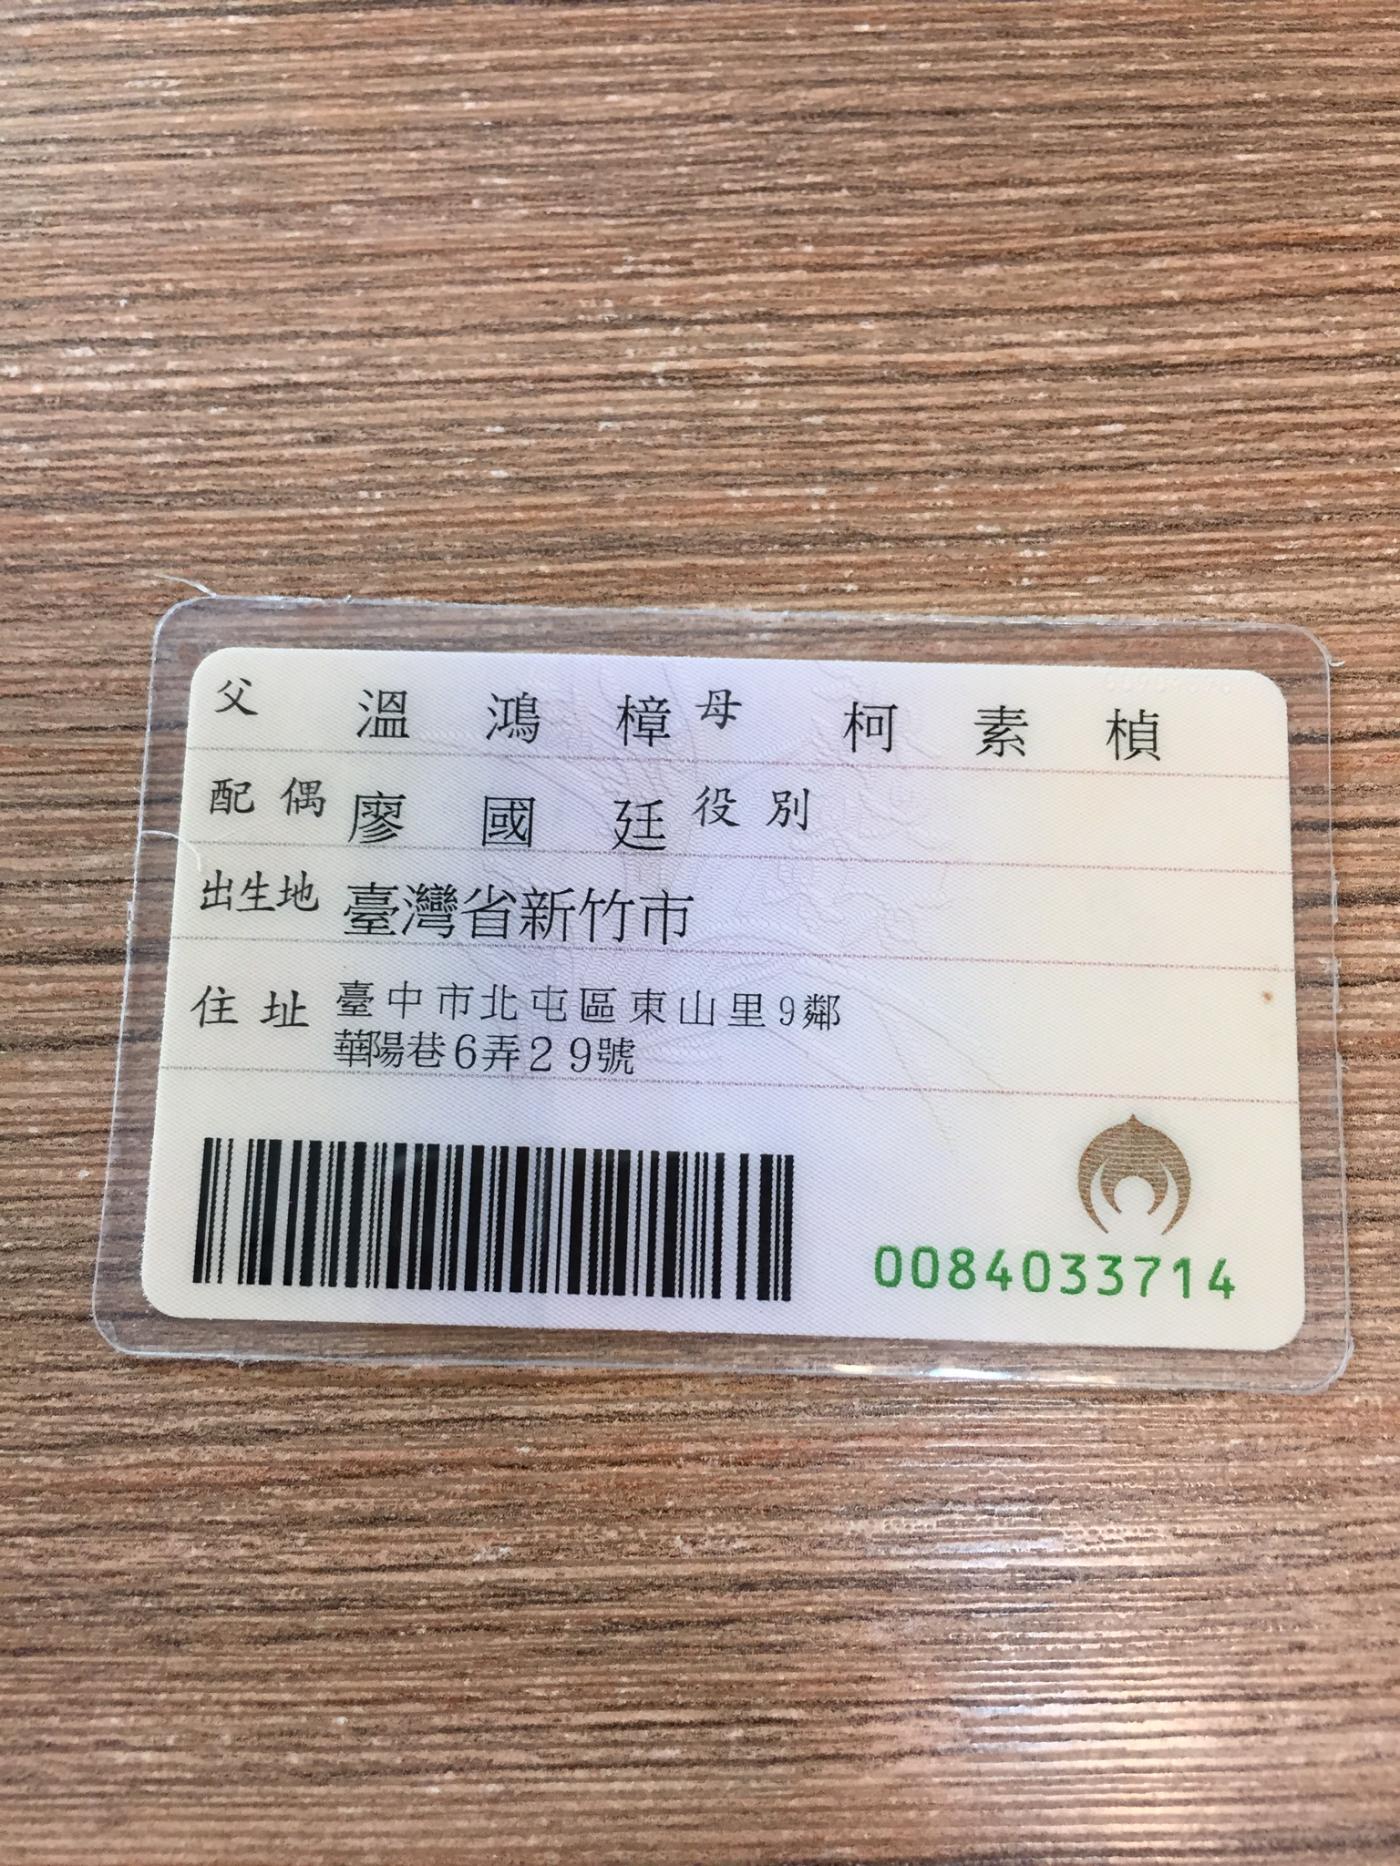 父 溫鴻樟 母 柯素楨
配偶 廖國廷 役別
出生地 臺灣省新竹市
住址 臺中市北屯區東山里9鄰
華陽巷6弄29號
0084033714